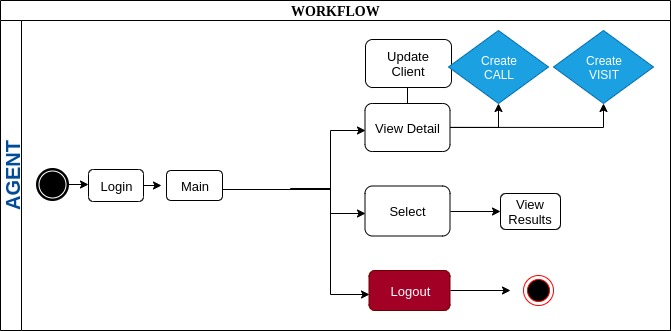 WORKFLOW
AGENT
Login
Main
Update
Client
Create
CALL
Create
VISIT
View Detail
Select
View
Results
Logout